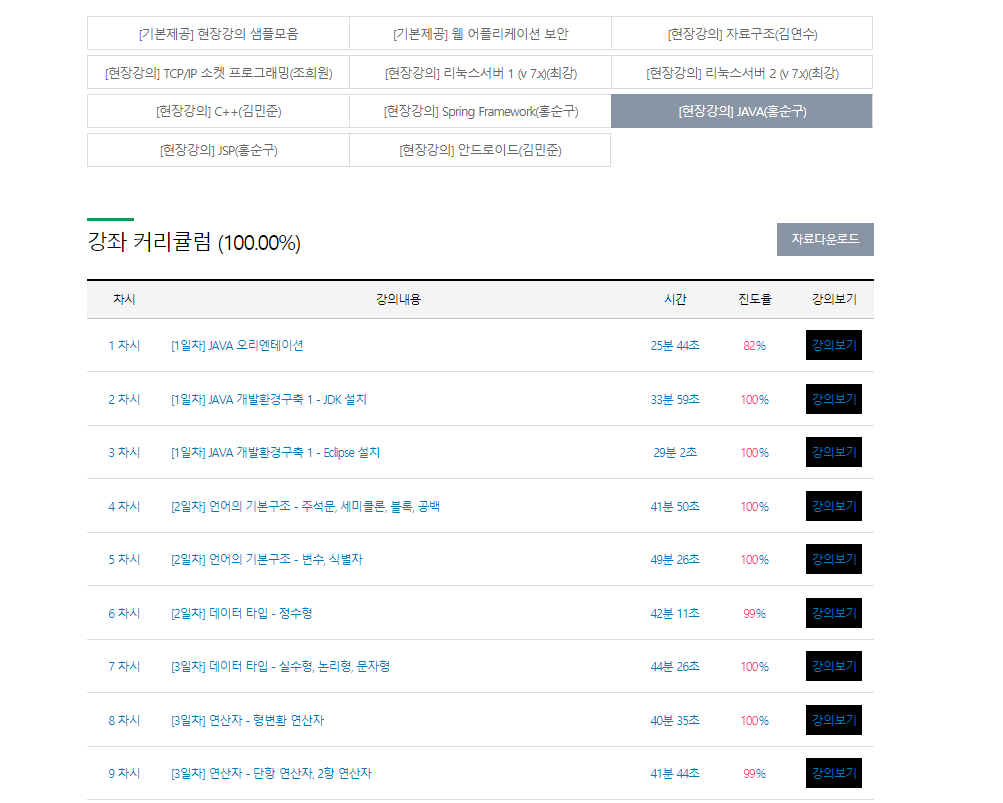 [기본제공] 현장강의 샘플모음 [기본제공] 웹 어플리케이션 보안 [현장강의] 자료구조(김연수)
[현장강의] TCP/IP 소켓 프로그래밍(조희원) [현장강의] 리눅스서버 1 (v 7.x)(최강) [현장강의] 리눅스서버 2 (v 7.x)(최강)
[현장강의] C++(김민준) [현장강의] Spring Framework(홍순구) [현장강의] JAVA(홍순구)
[현장강의] JSP(홍순구) [현장강의] 안드로이드(김민준)
강좌 커리큘럼 (100.00%) 자료다운로드
차시 강의내용 시간 진도율 강의보기
1 차시 [1일차] JAVA 오리엔테이션 25분 44초 82% 강의보기
2 차시 [1일차] JAVA 개발환경구축 1 - JDK 설치 33분 59초 100% 강의보기
3 차시 [1일차] JAVA 개발환경구축 1 - Eclipse 설치 29분 2초 100% 강의보기
4 차시 [2일차] 언어의 기본구조 - 주석문, 세미콜론, 블록, 공백 41분 50초 100% 강의보기
5 차시 [2일차] 언어의 기본구조 - 변수, 식별자 49분 26초 100% 강의보기
6 차시 [2일차] 데이터 타입 - 정수형 42분 11초 99% 강의보기
7 차시 [3일차] 데이터 타입 - 실수형, 논리형, 문자형 44분 26초 100% 강의보기
8 차시 [3일차] 연산자 - 형변환 연산자 40분 35초 100% 강의보기
9 차시 [3일차] 연산자 - 단항 연산자, 2항 연산자 41분 44초 99% 강의보기